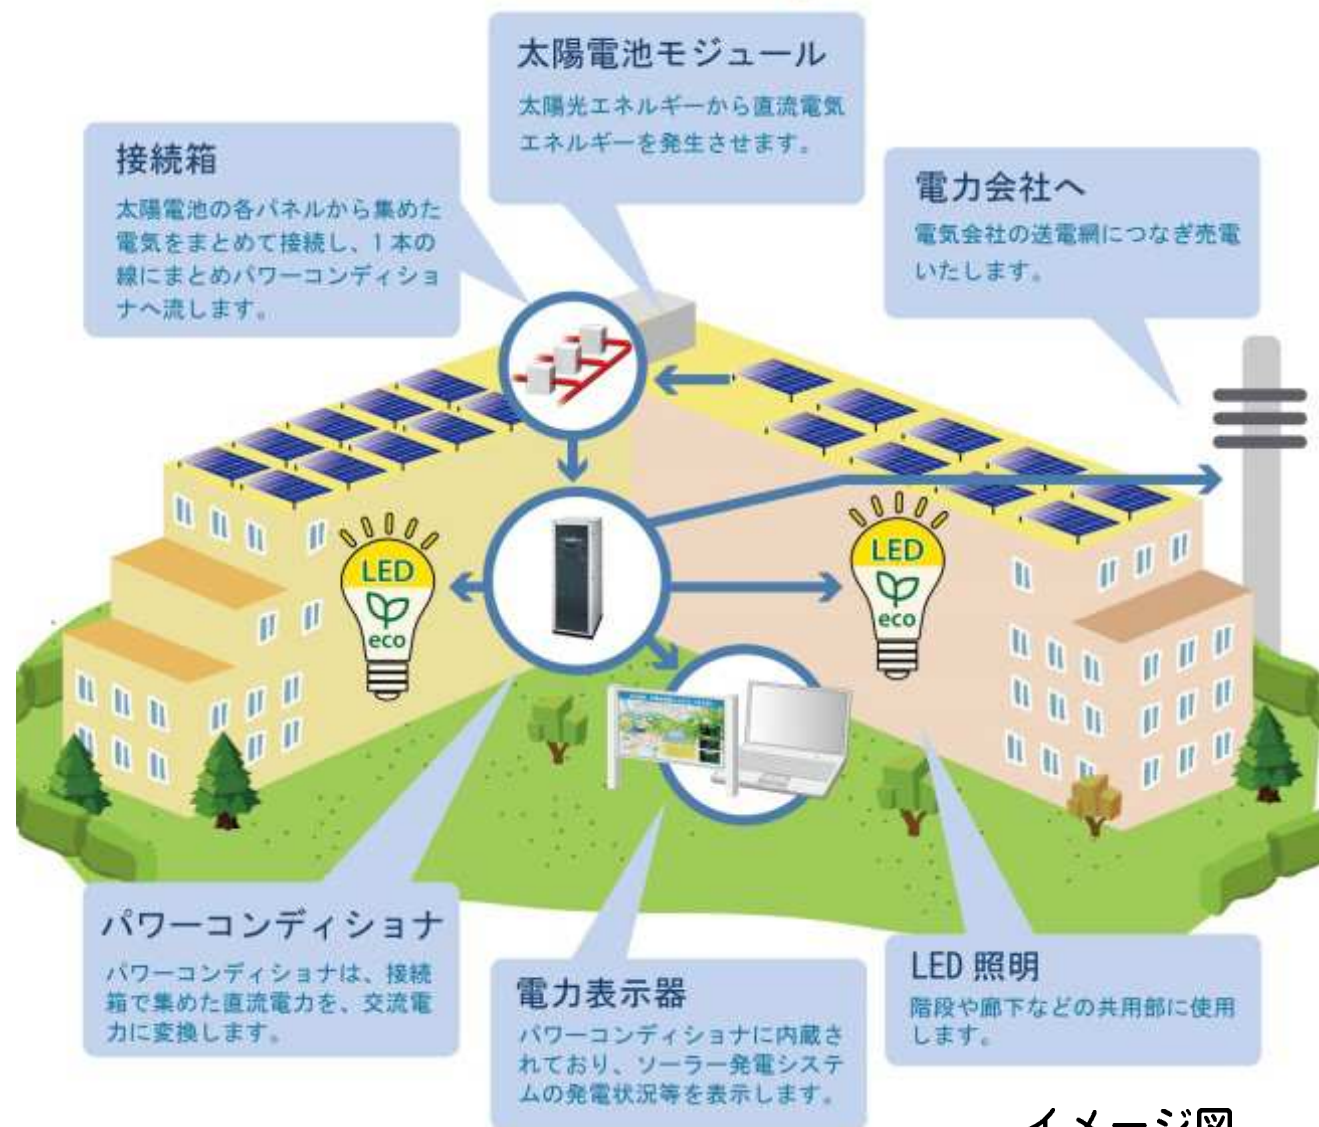 太陽電池モジュール
太陽光エネルギーから直流電気
エネルギーを発生させます。
接続箱
太陽電池の各パネルから集めた
電気をまとめて接続し、1本の
線にまとめパワーコンディショ
ナへ流します。
電力会社へ
電気会社の送電網につなぎ売電
いたします。
LED
eco
LED
eco
パワーコンディショナ
パワーコンディショナは、接続
箱で集めた直流電力を、交流電
力に変換します。
電力表示器
パワーコンディショナに内蔵さ
れており、ソーラー発電システ
ムの発電状況等を表示します。
LED 照明
階段や廊下などの共用部に使用
します。
イメージ図